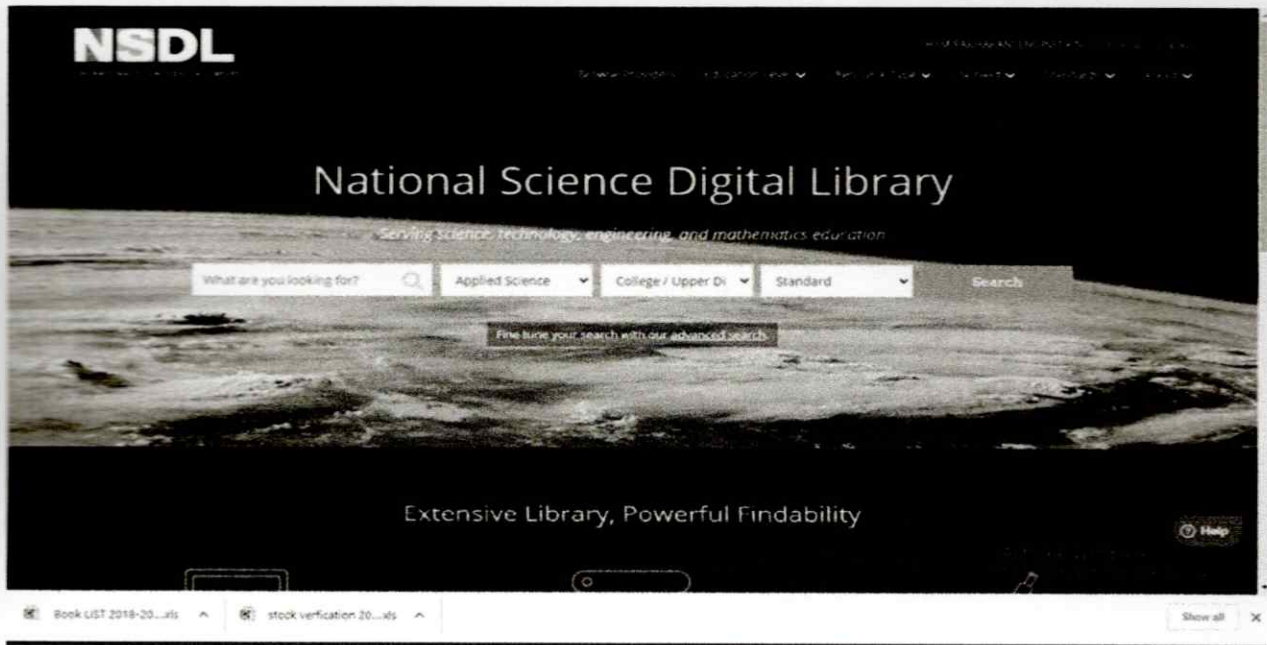 NSDL
National Science Digital Library
Serving science, technology, engineering, and mathematics education
What are you looking for? Applied Science College / Upper Di Standard Search
Fine tune your search with our advanced search.
Extensive Library, Powerful Findability
Help
Book LIST 2018-20....xls stock verfication 20....xls Show all